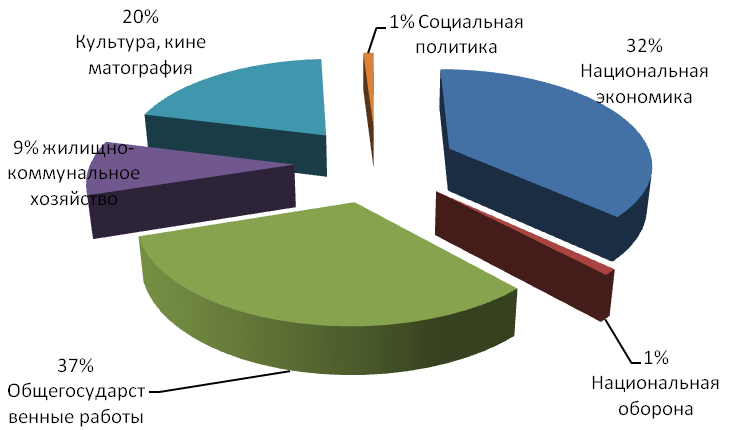 20%
Культура, кине
матография
1% Социальная
политика
32%
Национальная
экономика
9% жилищно-
коммунальное
хозяйство
37%
Общегосударст
венные работы
1%
Национальная
оборона